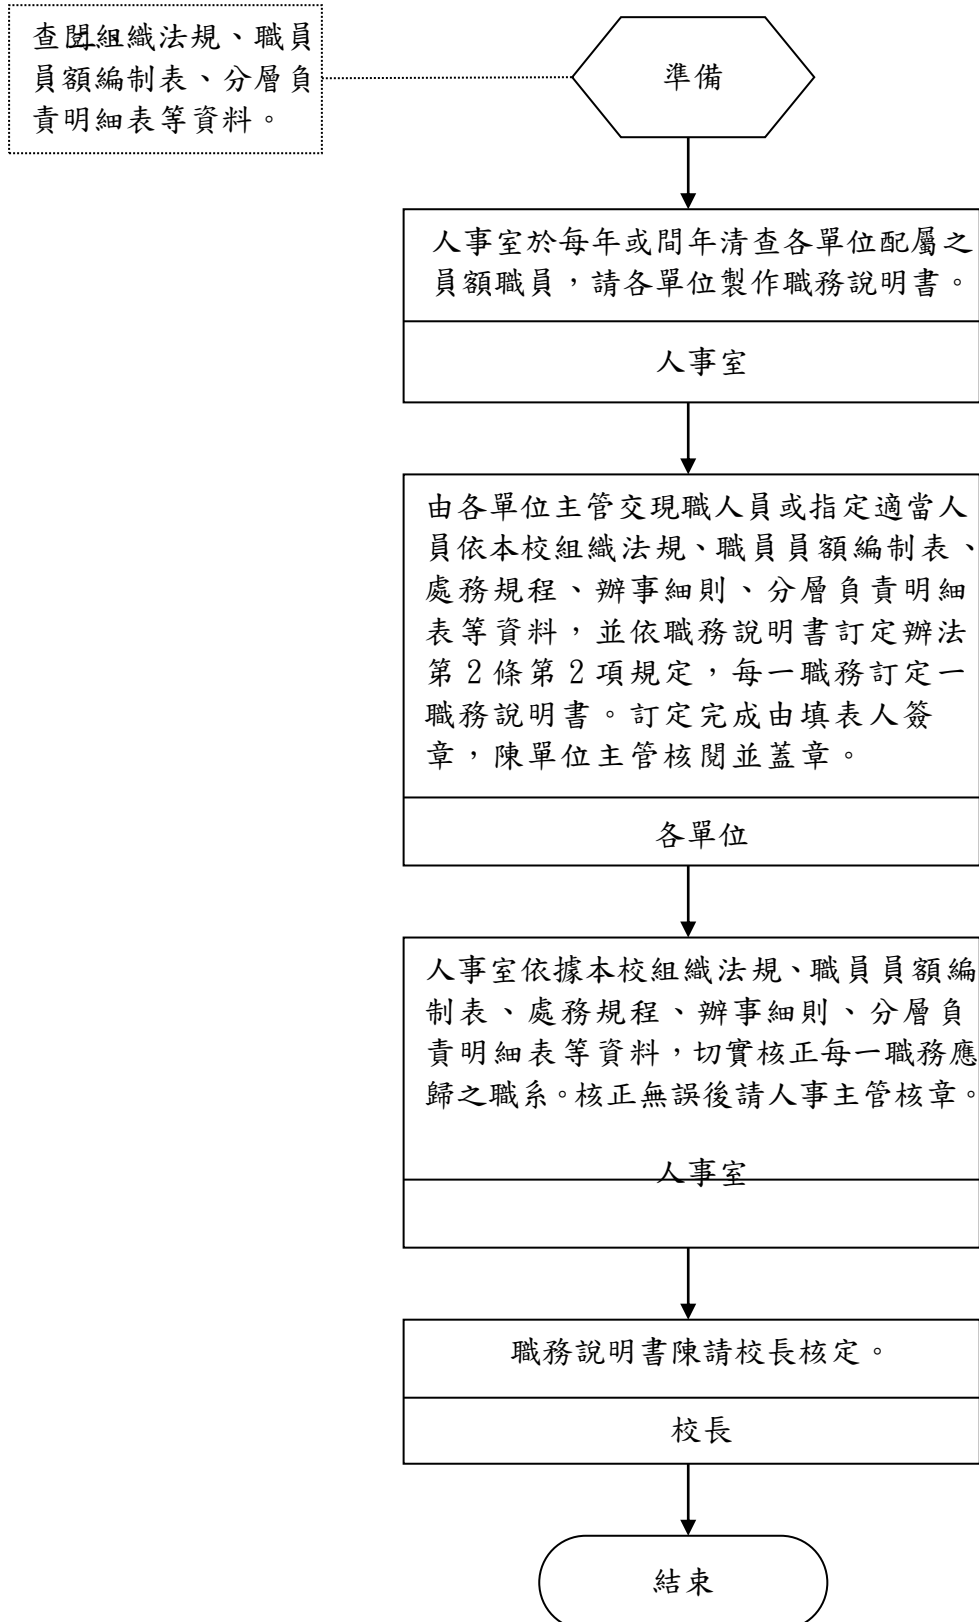 查閱組織法規、職員
員額編制表、分層負
責明細表等資料。
準備
人事室於每年或間年清查各單位配屬之
員額職員，請各單位製作職務說明書。
人事室
由各單位主管交現職人員或指定適當人
員依本校組織法規、職員員額編制表、
處務規程、辦事細則、分層負責明細
表等資料，並依職務說明書訂定辦法
第 2 條第 2 項規定，每一職務訂定一
職務說明書。訂定完成由填表人簽
章，陳單位主管核閱並蓋章。
各單位
人事室依據本校組織法規、職員員額編
制表、處務規程、辦事細則、分層負
責明細表等資料，切實核正每一職務應
歸之職系。核正無誤後請人事主管核章。
人事室
職務說明書陳請校長核定。
校長
結束